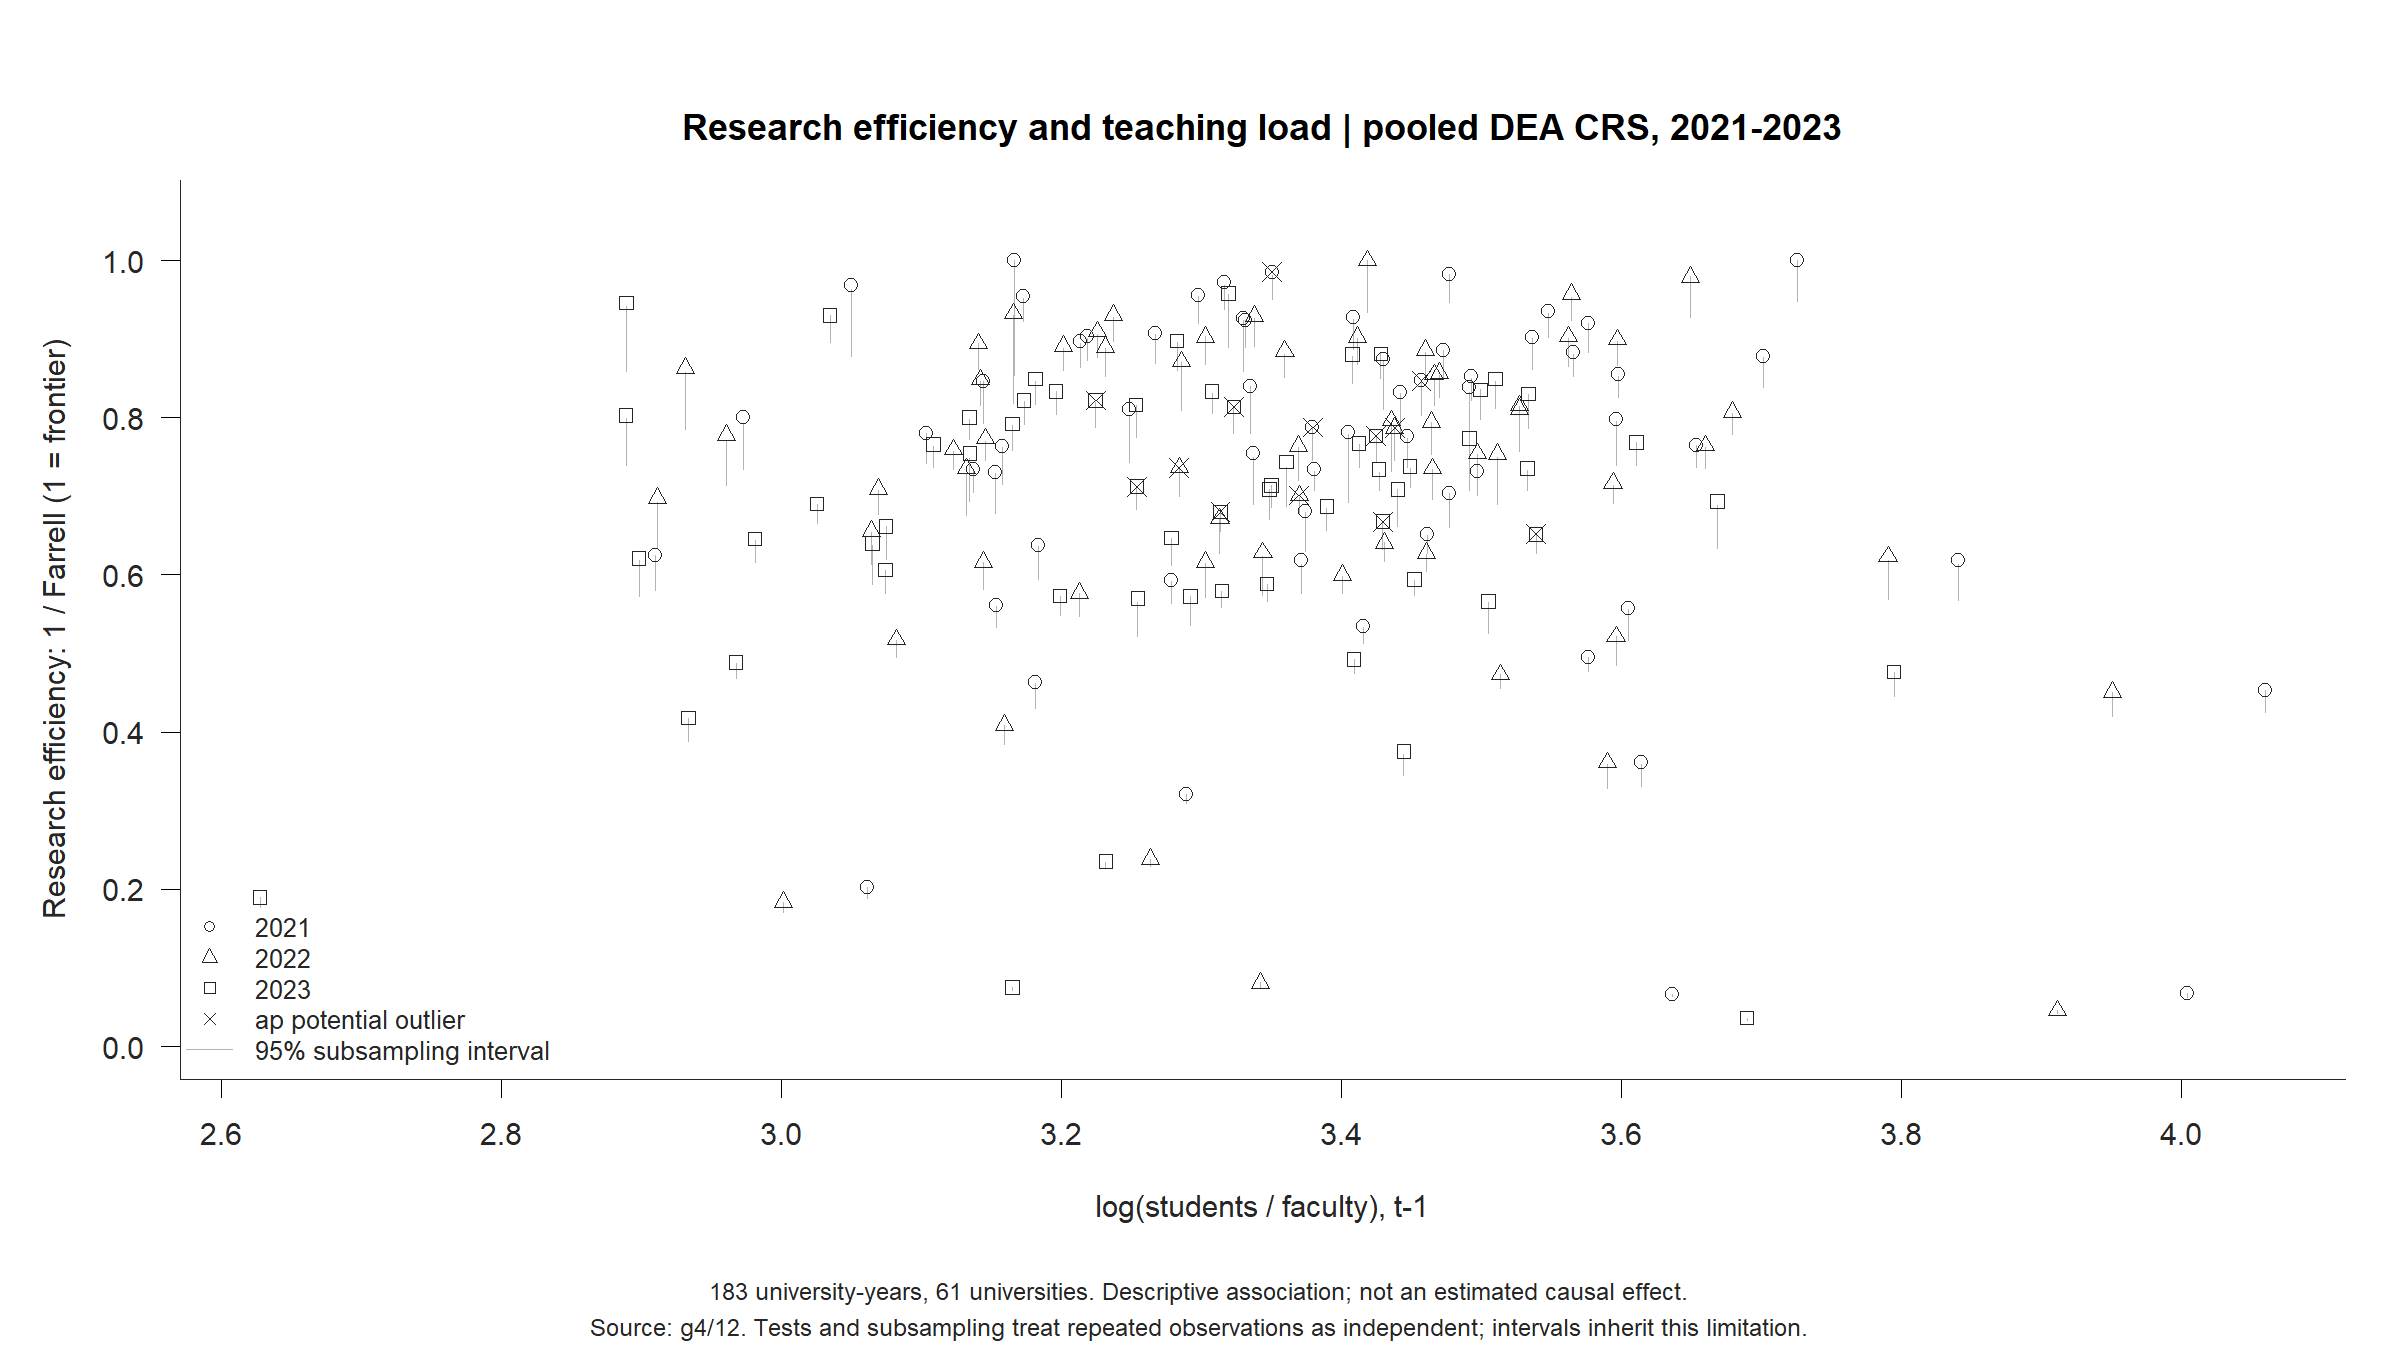 Research efficiency and teaching load | pooled DEA CRS, 2021-2023
Research efficiency: 1 / Farrell (1 = frontier)
1.0
0.8
0.6
0.4
0.2
0.0
2021
2022
2023
ap potential outlier
95% subsampling interval
2.6 2.8 3.0 3.2 3.4 3.6 3.8 4.0
log(students / faculty), t-1
183 university-years, 61 universities. Descriptive association; not an estimated causal effect.
Source: g4/12. Tests and subsampling treat repeated observations as independent; intervals inherit this limitation.